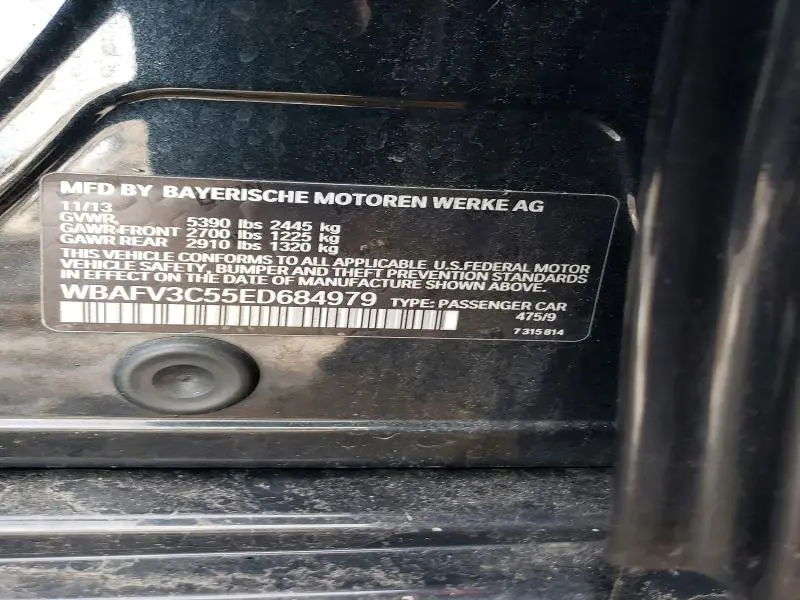 MFD BY BAYERISCHE MOTOREN WERKE AG
11/13
GVWR 5390 lbs 2445 kg
GAWR-FRONT 2700 lbs 1225 kg
GAWR REAR 2910 lbs 1320 kg
THIS VEHICLE CONFORMS TO ALL APPLICABLE U.S.FEDERAL MOTOR
VEHICLE SAFETY, BUMPER AND THEFT PREVENTION STANDARDS
IN EFFECT ON THE DATE OF MANUFACTURE SHOWN ABOVE.
WBAFV3C55ED684979 TYPE: PASSENGER CAR
475/9
7 315 814